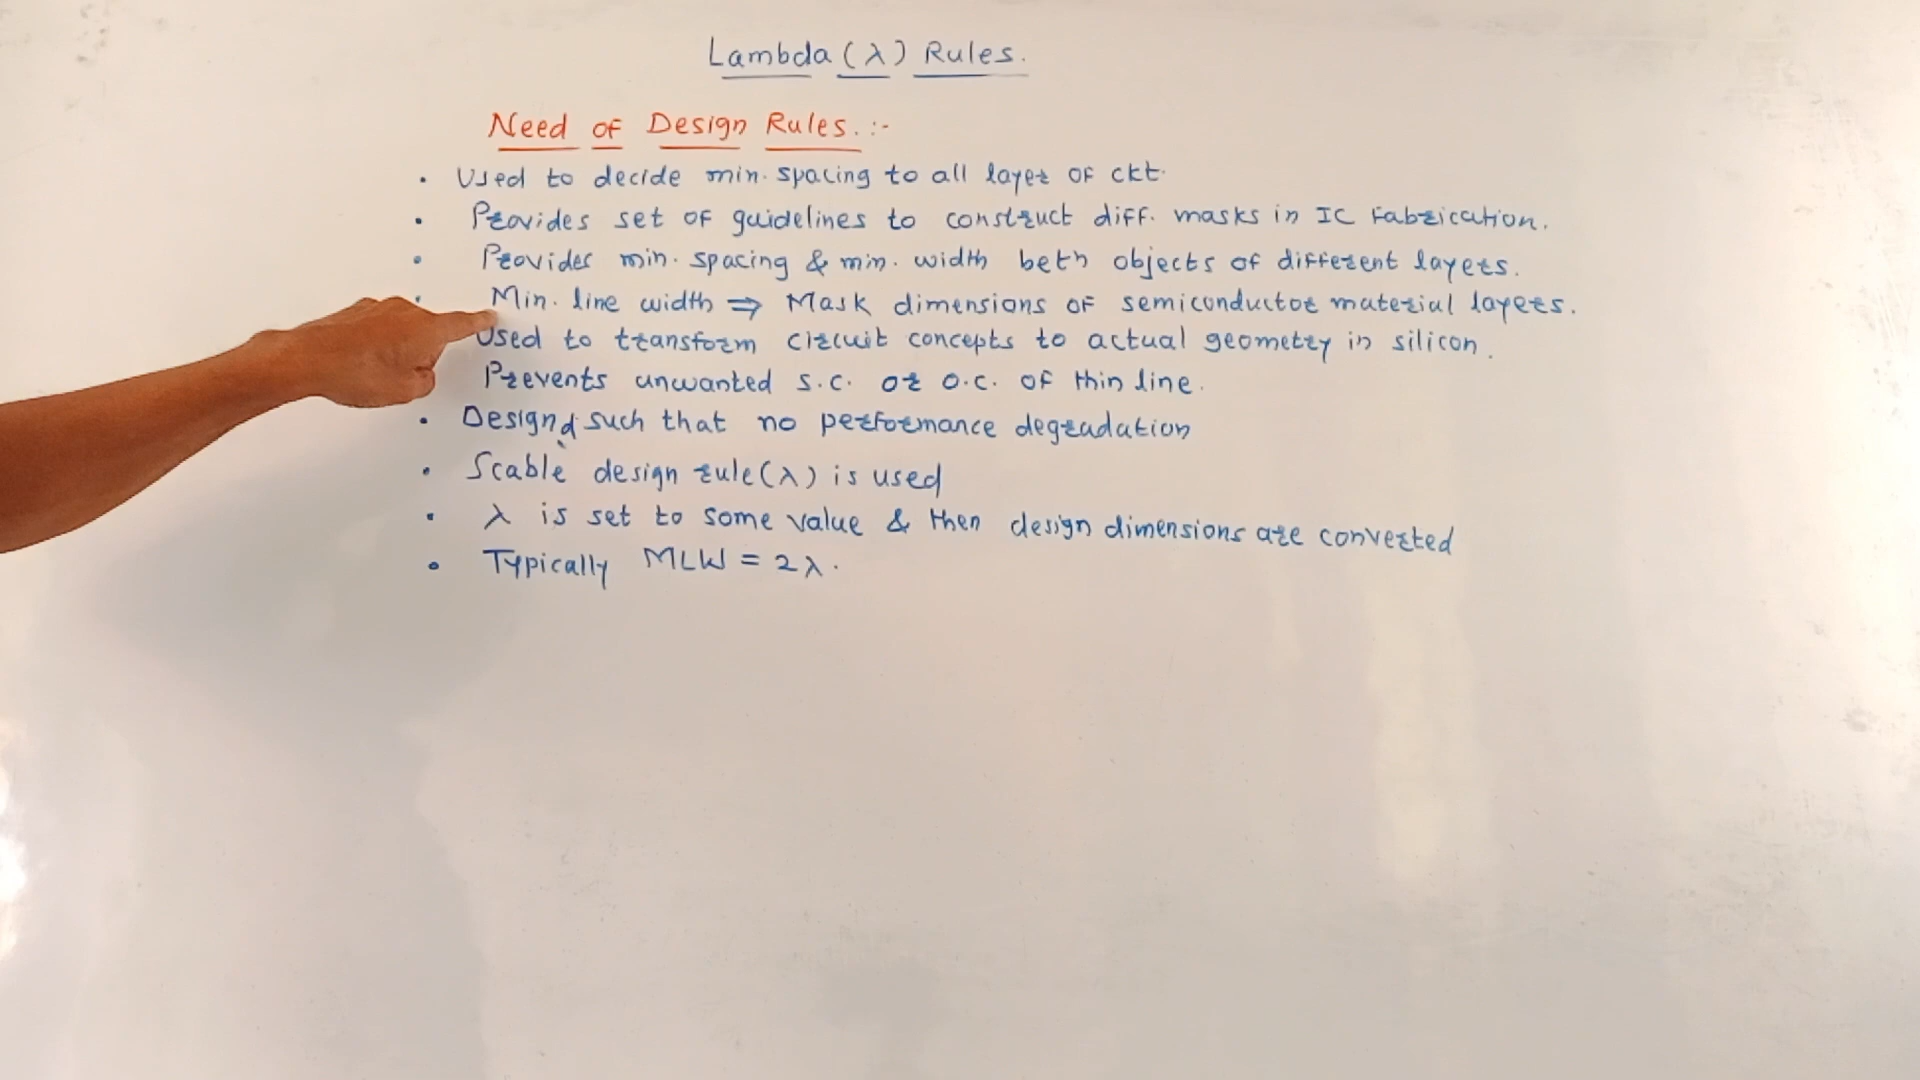 Lambda (λ) Rules.
Need of Design Rules. :-
• Used to decide min. spacing to all layer of ckt.
• Provides set of guidelines to construct diff. masks in IC Fabrication.
• Provides min. spacing & min. width betn objects of different layers.
• Min. line width ⇒ Mask dimensions of semiconductor material layers.
Used to transform circuit concepts to actual geometry in silicon.
Prevents unwanted s.c. or o.c. of thin line.
• Designd such that no performance degradation
• Scable design rule (λ) is used
• λ is set to some value & then design dimensions are converted
• Typically MLW = 2λ.